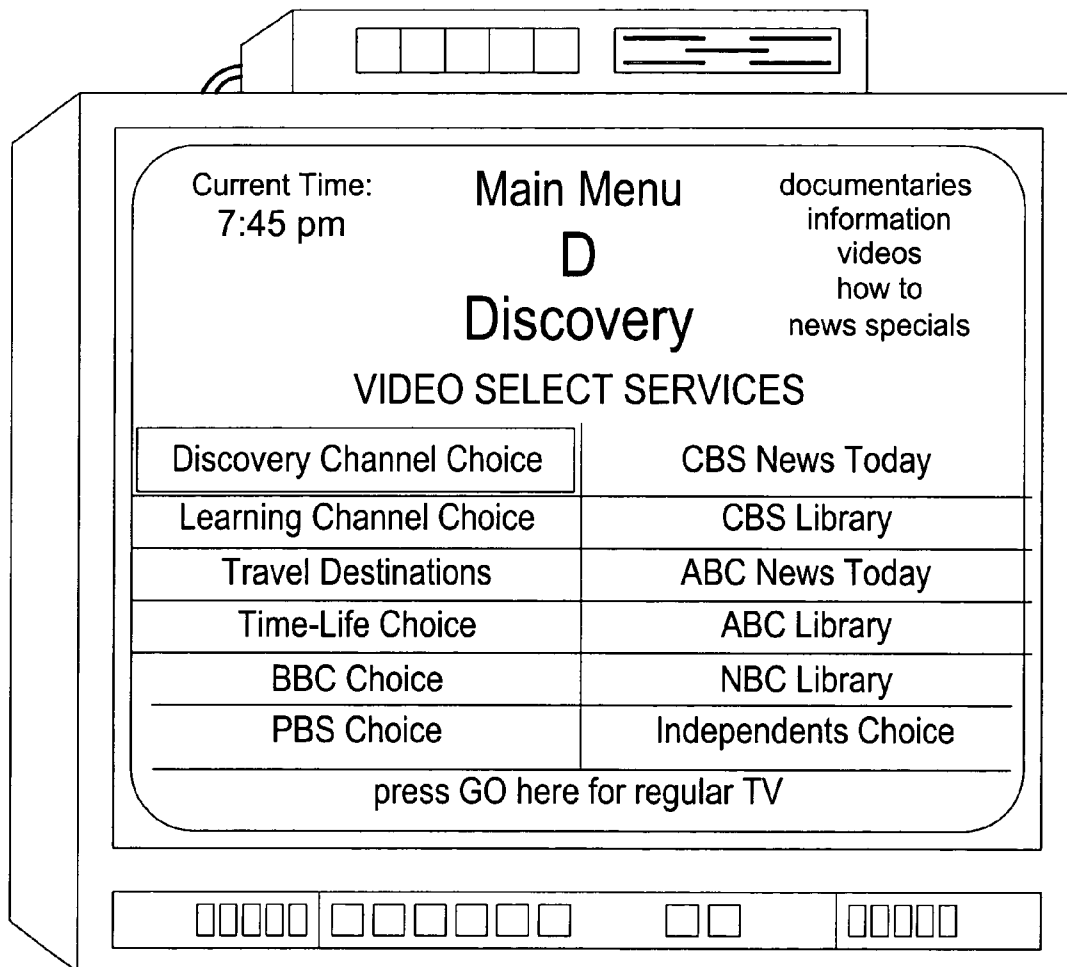 Current Time:
7:45 pm
Main Menu
D
Discovery
documentaries
information
videos
how to
news specials
VIDEO SELECT SERVICES
Discovery Channel Choice
CBS News Today
Learning Channel Choice
CBS Library
Travel Destinations
ABC News Today
Time-Life Choice
ABC Library
BBC Choice
NBC Library
PBS Choice
Independents Choice
press GO here for regular TV